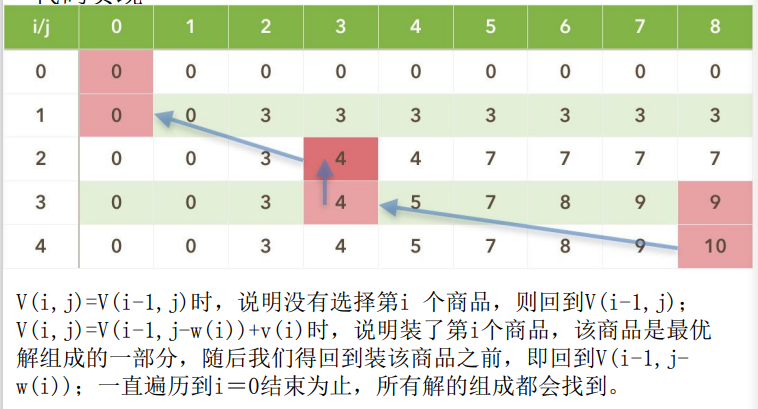 i/j 0 1 2 3 4 5 6 7 8
0 0 0 0 0 0 0 0 0 0
1 0 0 3 3 3 3 3 3 3
2 0 0 3 4 4 7 7 7 7
3 0 0 3 4 5 7 8 9 9
4 0 0 3 4 5 7 8 9 10
V(i,j)=V(i-1,j)时，说明没有选择第i 个商品，则回到V(i-1,j)；
V(i,j)=V(i-1,j-w(i))+v(i)时，说明装了第i个商品，该商品是最优
解组成的一部分，随后我们得回到装该商品之前，即回到V(i-1,j-
w(i))；一直遍历到i＝0结束为止，所有解的组成都会找到。